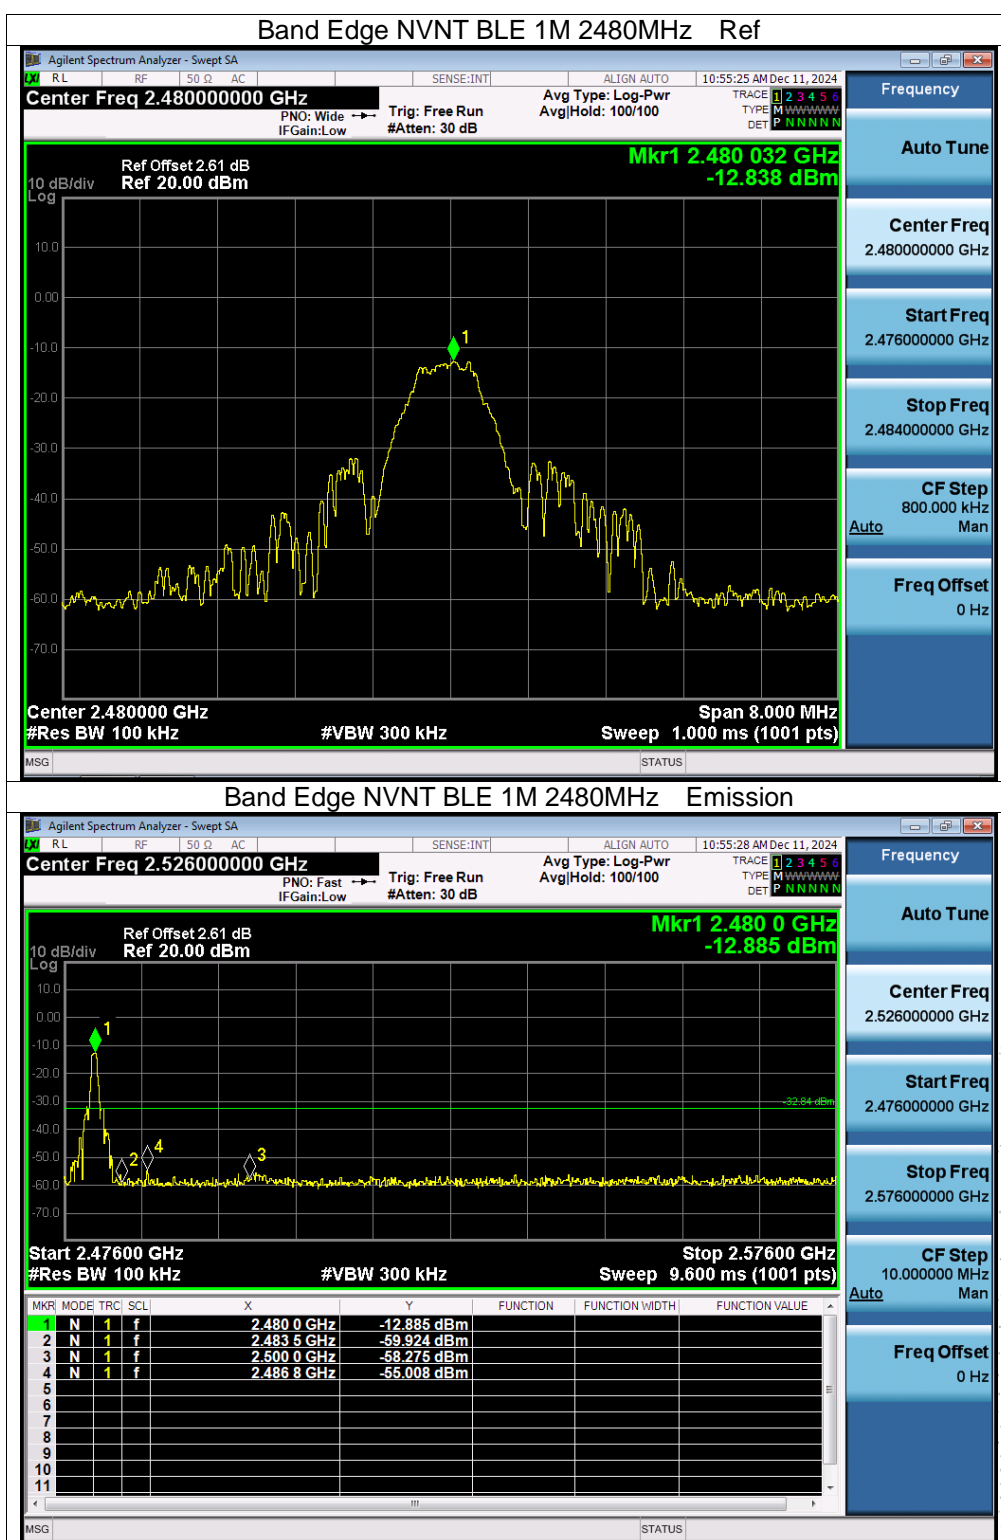 Band Edge NVNT BLE 1M 2480MHz Ref
Agilent Spectrum Analyzer - Swept SA
LXI RL RF 50 Ω AC SENSE:INT ALIGN AUTO 10:55:25 AM Dec 11, 2024
Center Freq 2.480000000 GHz
PNO: Wide
IFGain:Low
Trig: Free Run
#Atten: 30 dB
Avg Type: Log-Pwr
Avg|Hold: 100/100
TRACE 1 2 3 4 5 6
TYPE M WWWWW
DET P N N N N N
Frequency
Auto Tune
Center Freq
2.480000000 GHz
Start Freq
2.476000000 GHz
Stop Freq
2.484000000 GHz
CF Step
800.000 kHz
Auto Man
Freq Offset
0 Hz
Mkr1 2.480 032 GHz
-12.838 dBm
Ref Offset 2.61 dB
10 dB/div Ref 20.00 dBm
Log
10.0
0.00
-10.0
-20.0
-30.0
-40.0
-50.0
-60.0
-70.0
1
Center 2.480000 GHz Span 8.000 MHz
#Res BW 100 kHz #VBW 300 kHz Sweep 1.000 ms (1001 pts)
MSG STATUS
Band Edge NVNT BLE 1M 2480MHz Emission
Agilent Spectrum Analyzer - Swept SA
LXI RL RF 50 Ω AC SENSE:INT ALIGN AUTO 10:55:28 AM Dec 11, 2024
Center Freq 2.526000000 GHz
PNO: Fast
IFGain:Low
Trig: Free Run
#Atten: 30 dB
Avg Type: Log-Pwr
Avg|Hold: 100/100
TRACE 1 2 3 4 5 6
TYPE M WWWWW
DET P N N N N N
Frequency
Auto Tune
Center Freq
2.526000000 GHz
Start Freq
2.476000000 GHz
Stop Freq
2.576000000 GHz
CF Step
10.000000 MHz
Auto Man
Freq Offset
0 Hz
Mkr1 2.480 0 GHz
-12.885 dBm
Ref Offset 2.61 dB
10 dB/div Ref 20.00 dBm
Log
10.0
0.00
-10.0
-20.0
-30.0
-40.0
-50.0
-60.0
-70.0
1
-32.84 dBm
2 4 3
Start 2.47600 GHz Stop 2.57600 GHz
#Res BW 100 kHz #VBW 300 kHz Sweep 9.600 ms (1001 pts)
MKR MODE TRC SCL X Y FUNCTION FUNCTION WIDTH FUNCTION VALUE
1 N 1 f 2.480 0 GHz -12.885 dBm
2 N 1 f 2.483 5 GHz -59.924 dBm
3 N 1 f 2.500 0 GHz -58.275 dBm
4 N 1 f 2.486 8 GHz -55.008 dBm
5
6
7
8
9
10
11
MSG STATUS